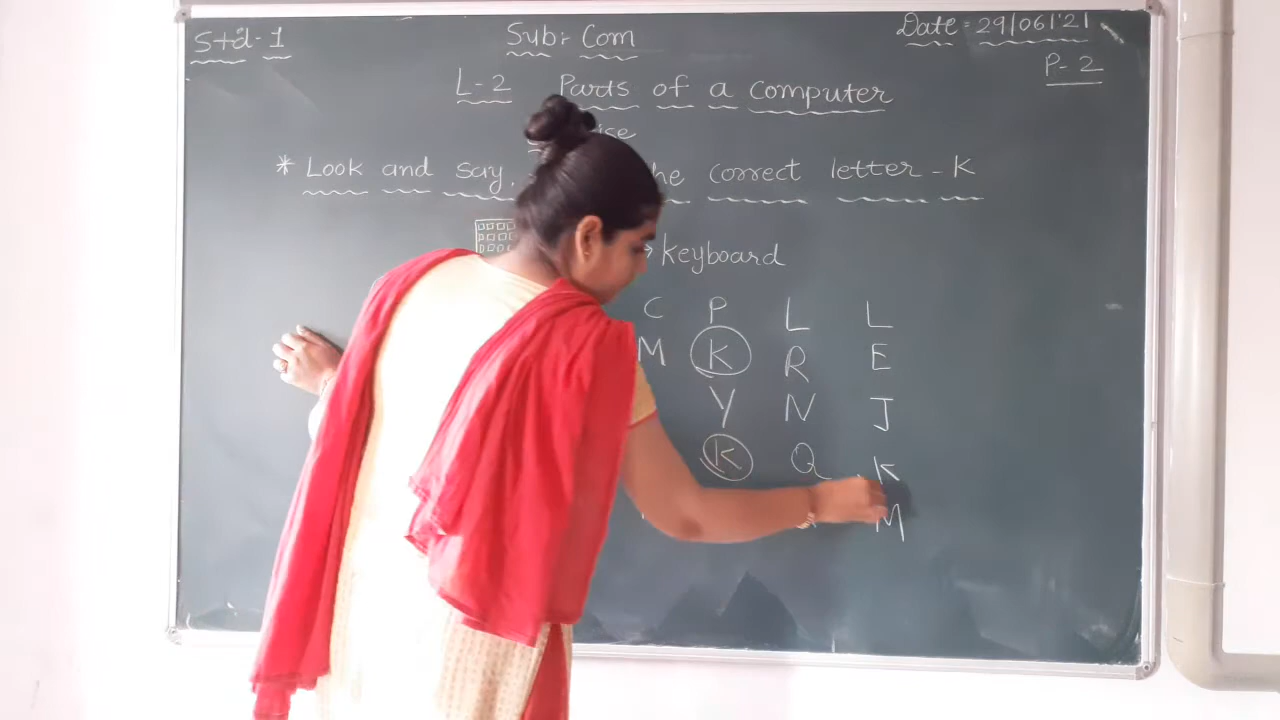 Std-1 Sub:- Com Date = 29/06/21
P-2
L-2 Parts of a computer
* Look and say, correct letter - K
→ keyboard
C P L L
M K R E
Y N J
K Q K
M